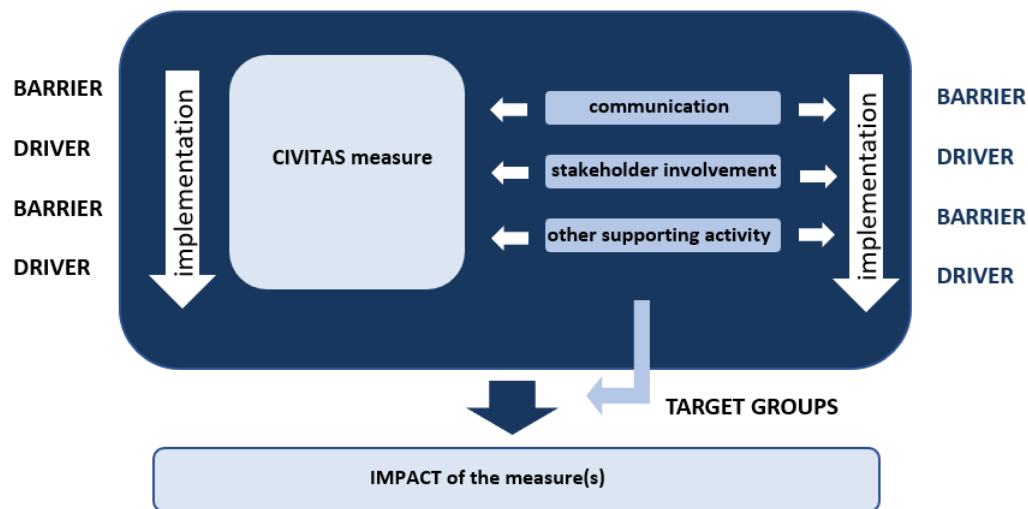 BARRIER
DRIVER
BARRIER
DRIVER
implementation
CIVITAS measure
communication
stakeholder involvement
other supporting activity
implementation
BARRIER
DRIVER
BARRIER
DRIVER
TARGET GROUPS
IMPACT of the measure(s)